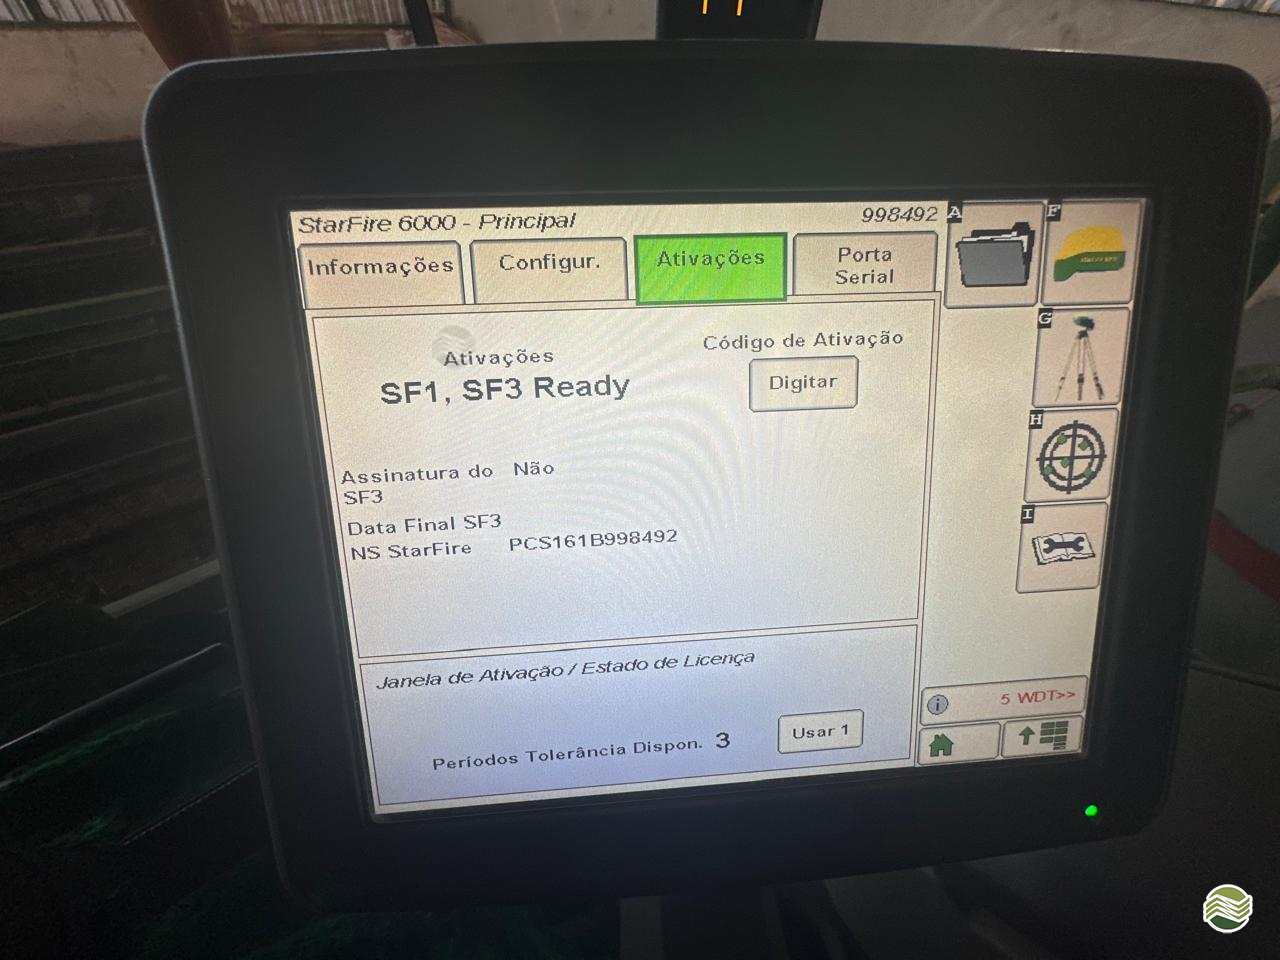 StarFire 6000 - Principal
998492
A
F
Informações
Configur.
Ativações
Porta
Serial
G
Ativações
SF1, SF3 Ready
Código de Ativação
Digitar
H
Assinatura do Não
SF3
Data Final SF3
NS StarFire PCS161B998492
I
Janela de Ativação / Estado de Licença
Períodos Tolerância Dispon. 3
Usar 1
i
5 WDT>>